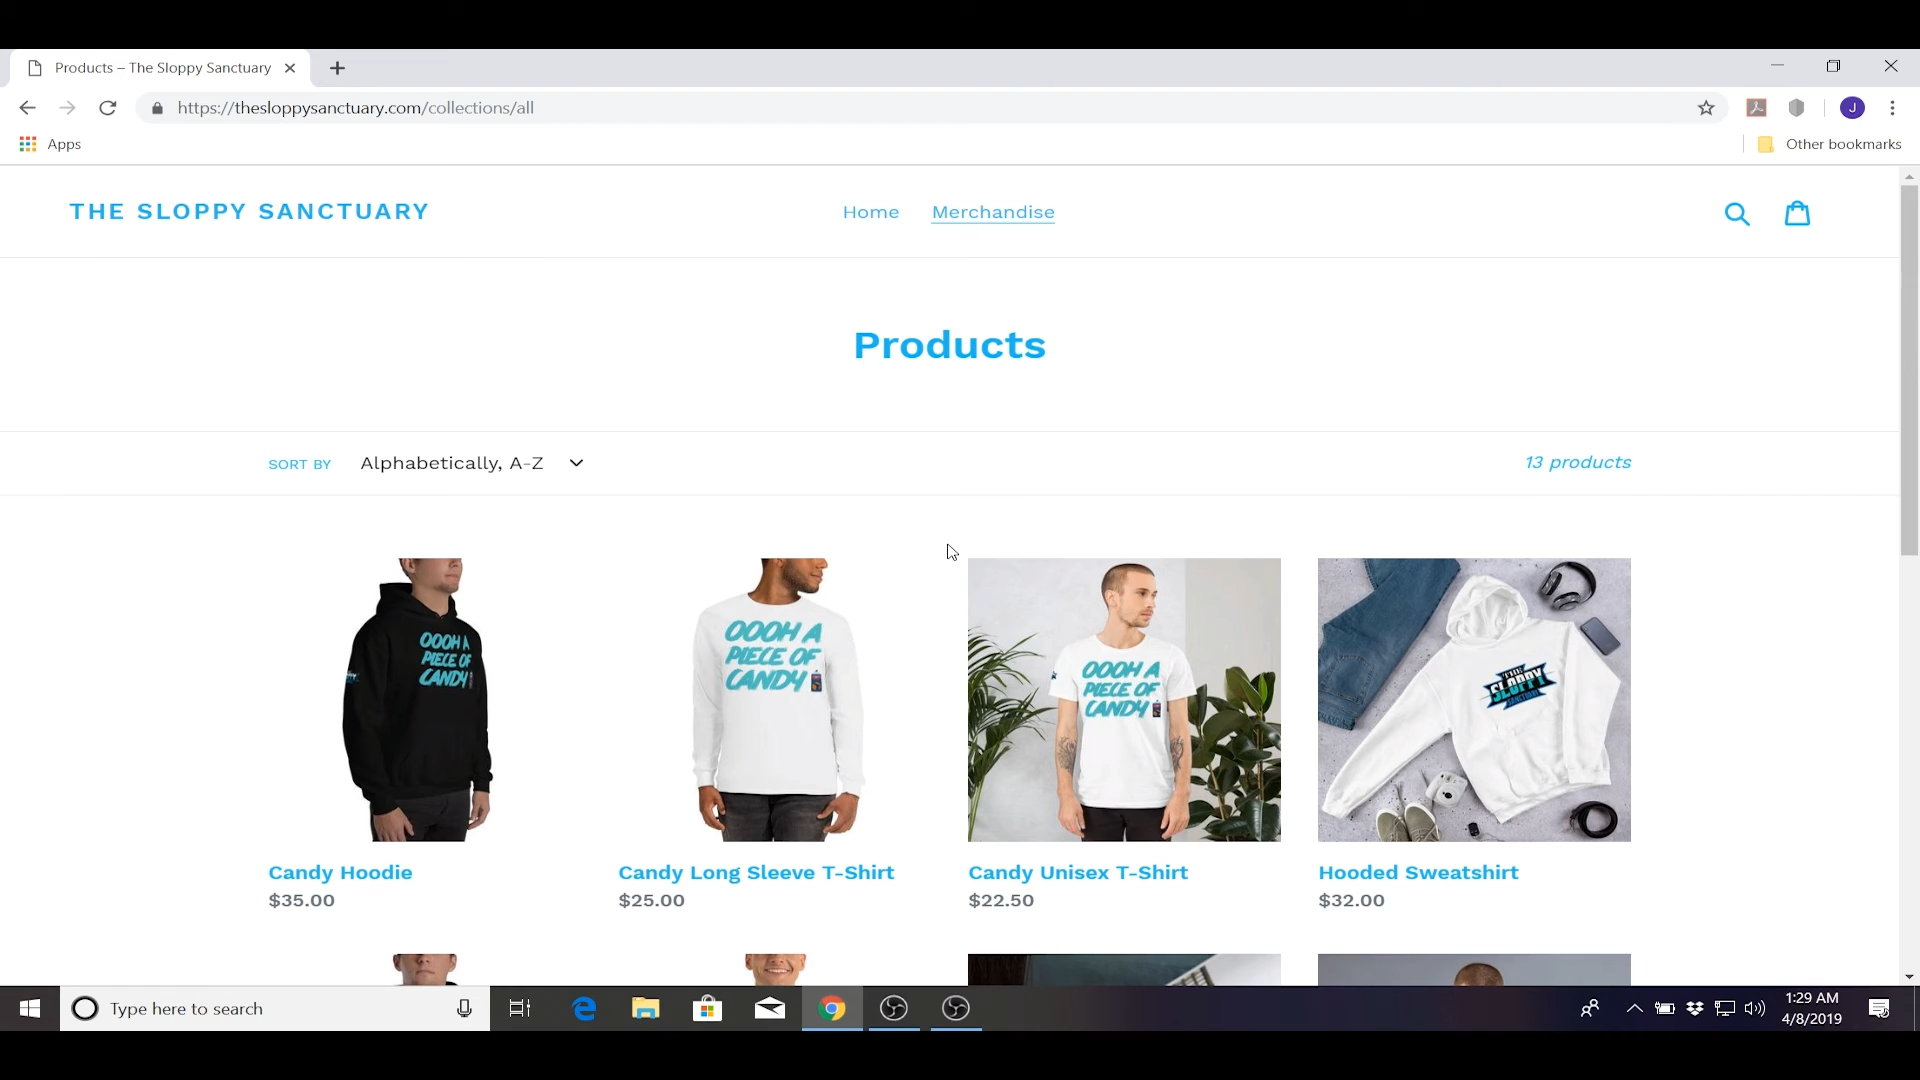 Products – The Sloppy Sanctuary
https://thesloppysanctuary.com/collections/all
J
Apps
Other bookmarks
THE SLOPPY SANCTUARY
Home
Merchandise
Products
SORT BY
Alphabetically, A-Z
13 products
OOOH A
PIECE OF
CANDY
OOOH A
PIECE OF
CANDY
OOOH A
PIECE OF
CANDY
THE
SLOPPY
SANCTUARY
Candy Hoodie
$35.00
Candy Long Sleeve T-Shirt
$25.00
Candy Unisex T-Shirt
$22.50
Hooded Sweatshirt
$32.00
Type here to search
1:29 AM
4/8/2019